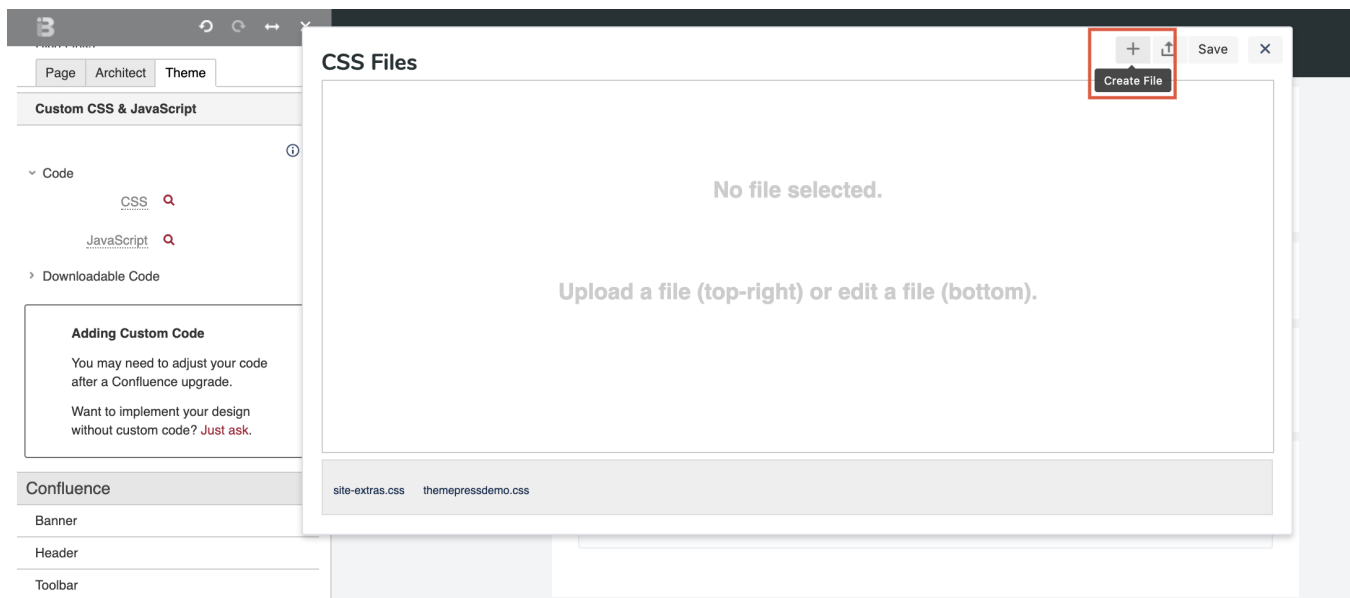 Page Architect Theme
Custom CSS & JavaScript
Code
CSS
JavaScript
Downloadable Code
Adding Custom Code
You may need to adjust your code
after a Confluence upgrade.
Want to implement your design
without custom code? Just ask.
Confluence
Banner
Header
Toolbar
CSS Files
Save
Create File
No file selected.
Upload a file (top-right) or edit a file (bottom).
site-extras.css themepressdemo.css